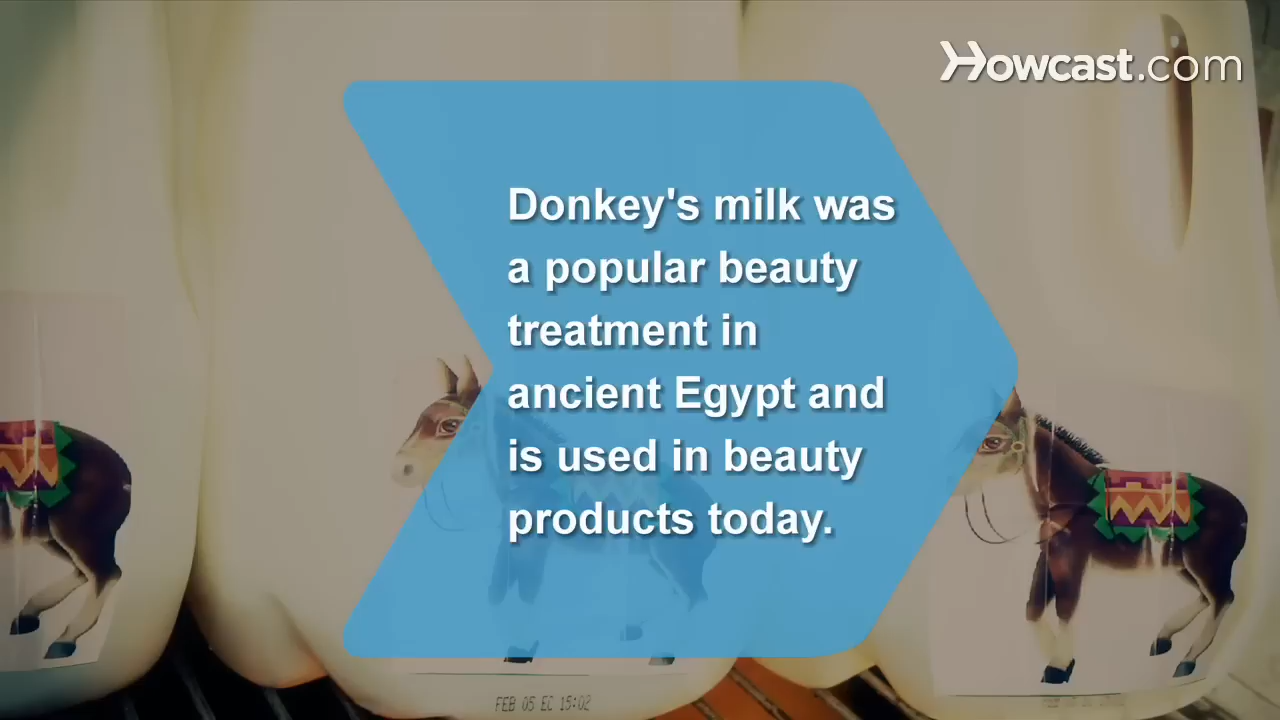 Howcast.com
Donkey's milk was
a popular beauty
treatment in
ancient Egypt and
is used in beauty
products today.
FEB 05 EC 15:02